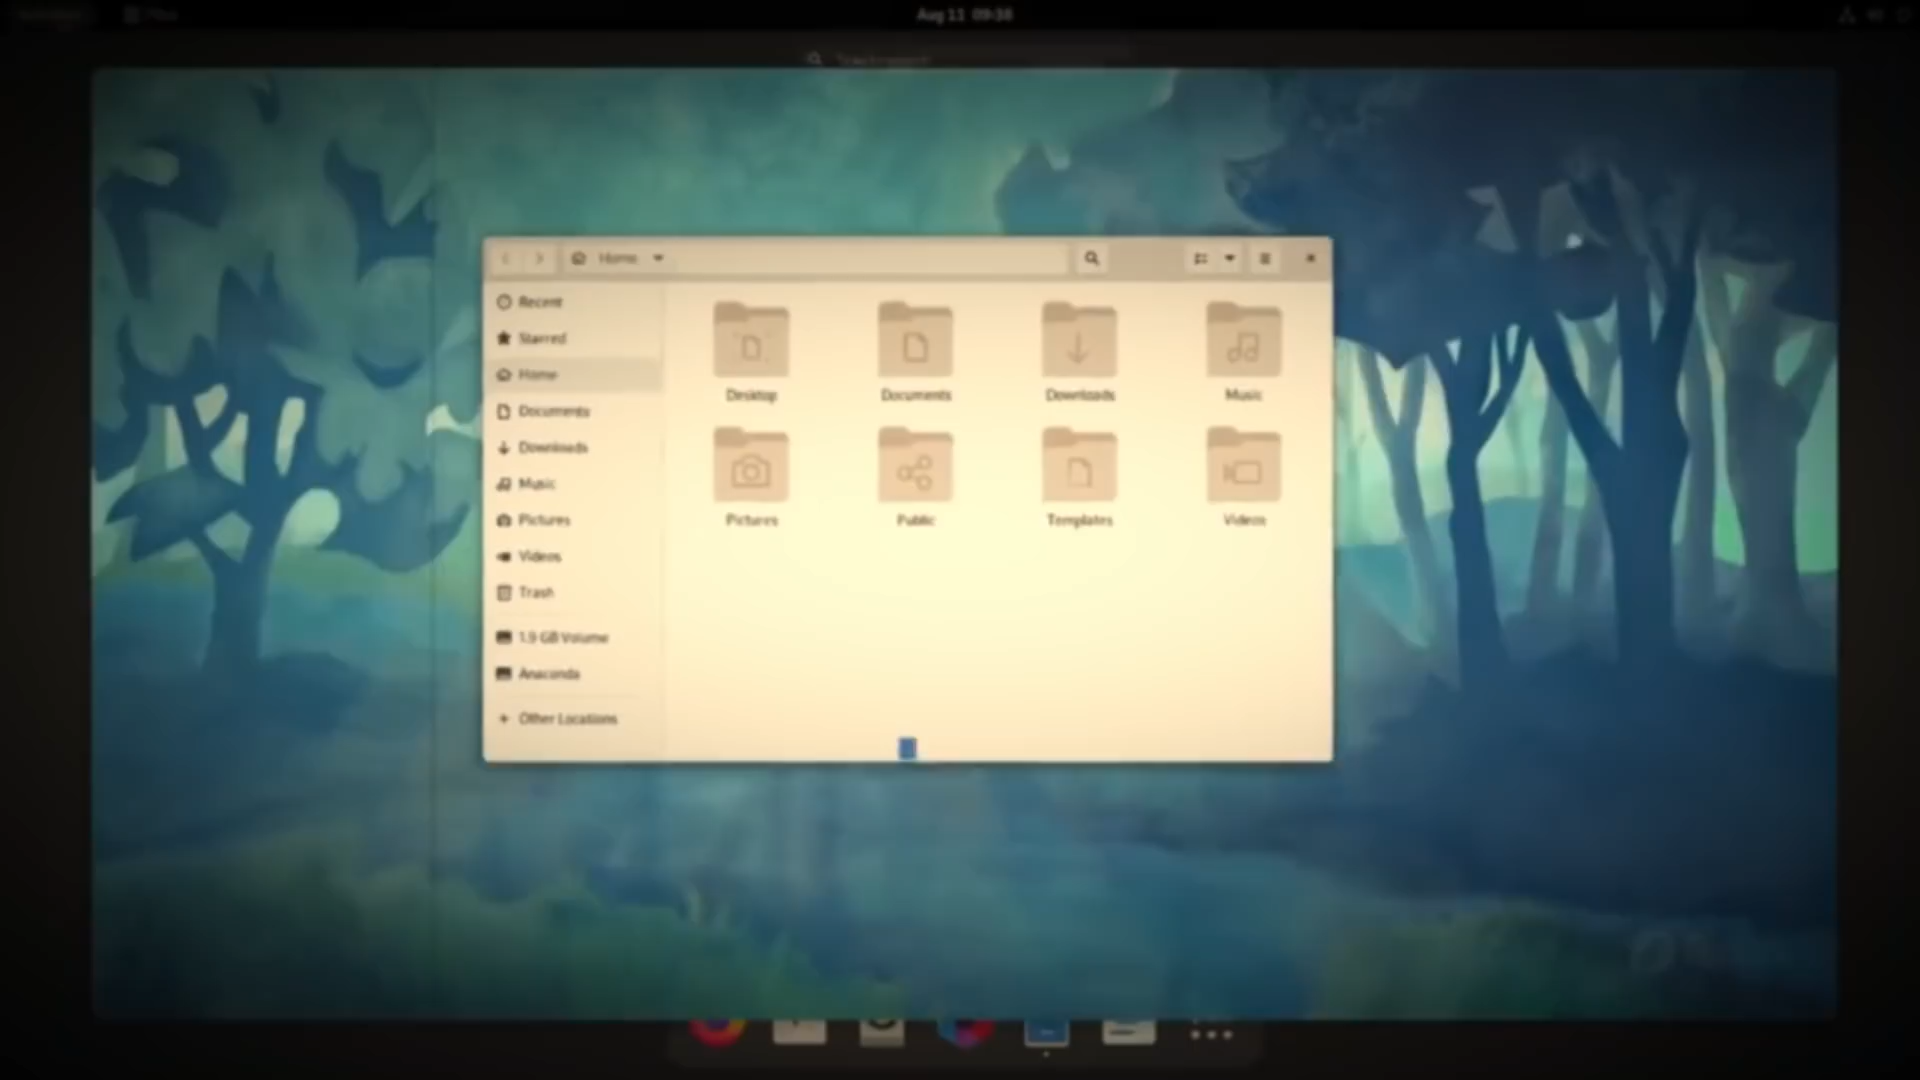 Aug 11 09:38
Home
Recent
Starred
Home
Documents
Downloads
Music
Pictures
Videos
Trash
1.9 GB Volume
Anaconda
Other Locations
Desktop
Documents
Downloads
Music
Pictures
Public
Templates
Videos